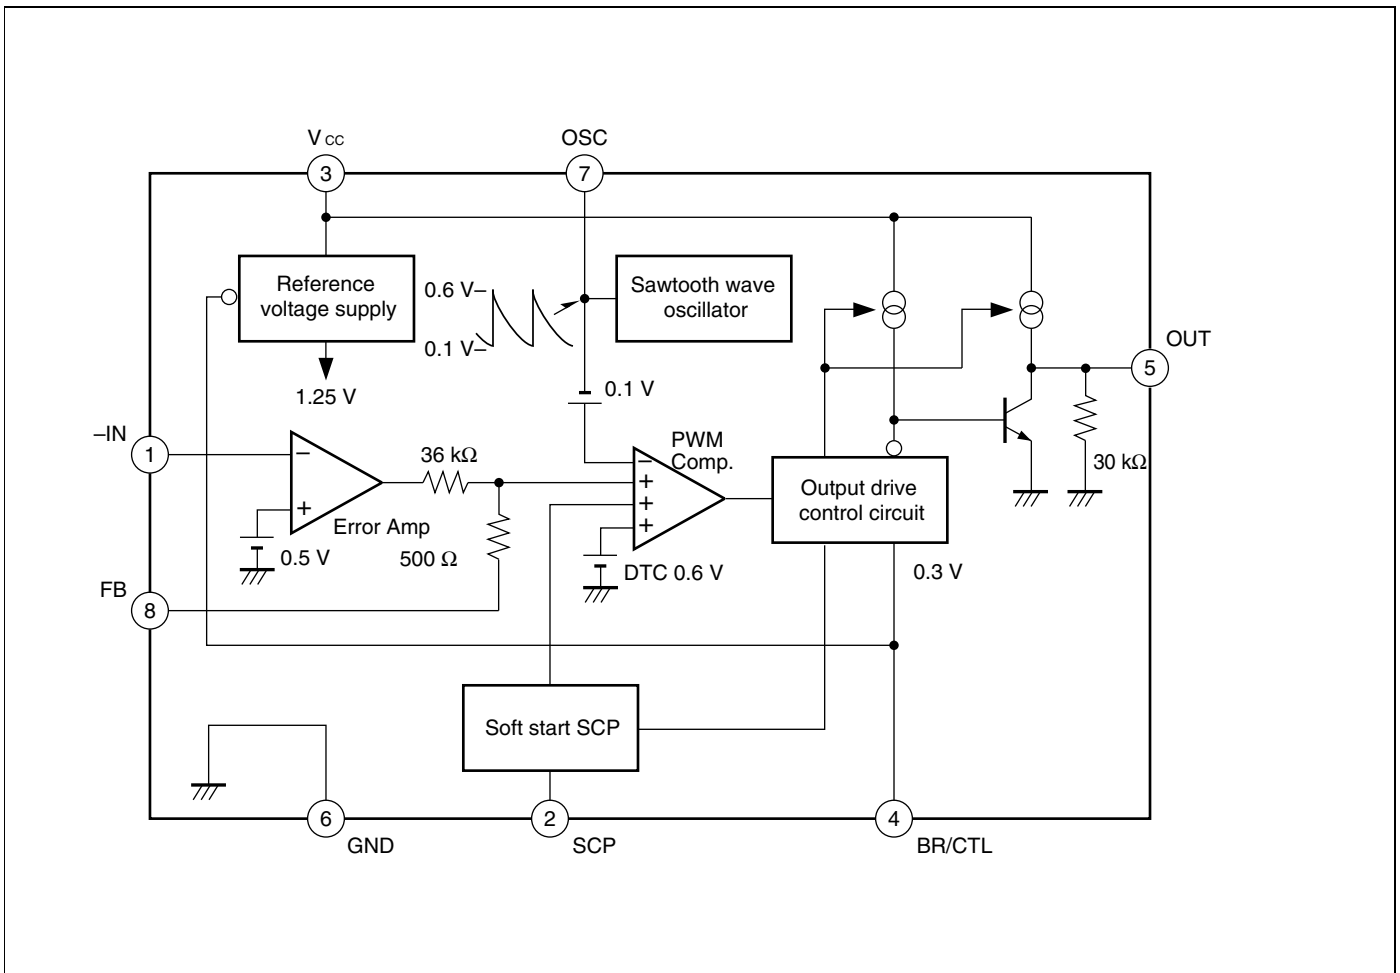 V CC
OSC
3
7
Reference
voltage supply
0.6 V–
0.1 V–
Sawtooth wave
oscillator
1.25 V
0.1 V
OUT
5
–IN
1
–
+
Error Amp
0.5 V
36 kΩ
500 Ω
PWM
Comp.
–
+
+
+
DTC 0.6 V
Output drive
control circuit
30 kΩ
0.3 V
FB
8
Soft start SCP
6
GND
2
SCP
4
BR/CTL